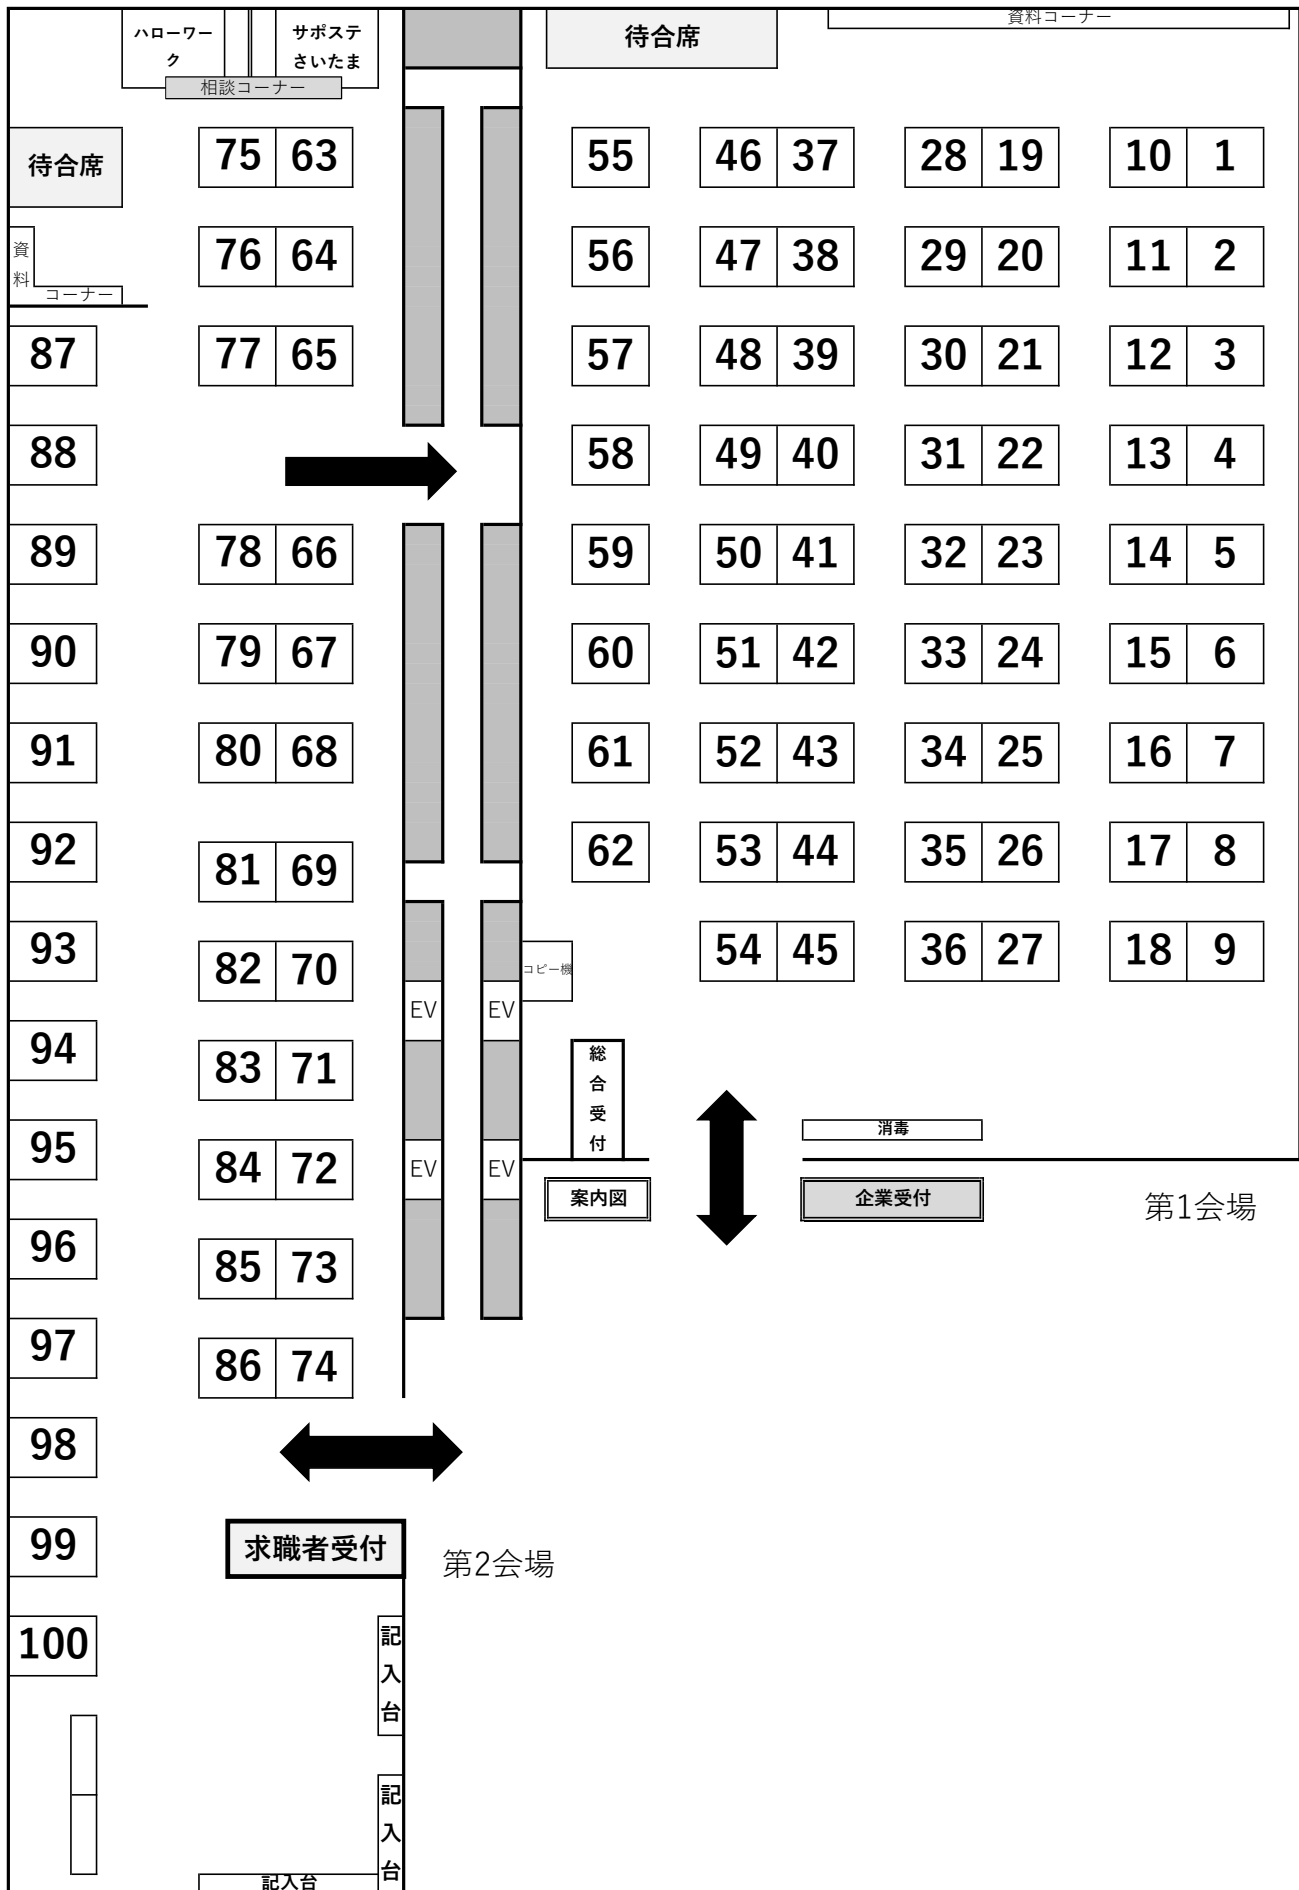 資料コーナー
ハローワー
ク
サポステ
さいたま
相談コーナー
待合席
待合席
75 63 55 46 37 28 19 10 1
資
料
コーナー
76 64 56 47 38 29 20 11 2
87 77 65 57 48 39 30 21 12 3
88 58 49 40 31 22 13 4
89 78 66 59 50 41 32 23 14 5
90 79 67 60 51 42 33 24 15 6
91 80 68 61 52 43 34 25 16 7
92 81 69 62 53 44 35 26 17 8
93 82 70 54 45 36 27 18 9
コピー機
EV EV
94 83 71
総
合
受
付
消毒
95 84 72
EV EV
案内図
企業受付
第1会場
96 85 73
97 86 74
98
99
求職者受付
第2会場
100
記
入
台
記
入
台
記入台